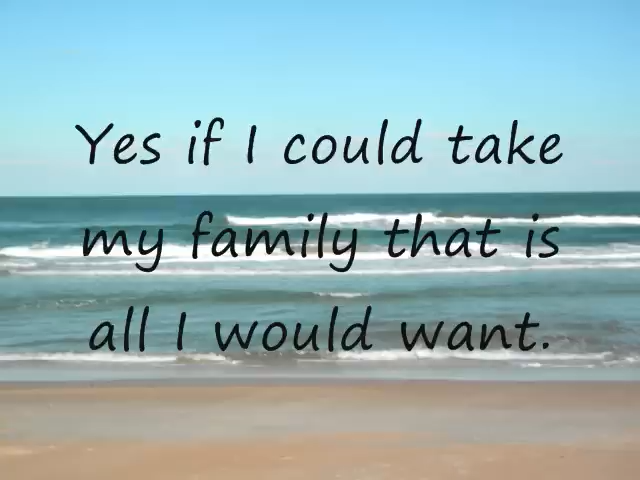 Yes if I could take
my family that is
all I would want.